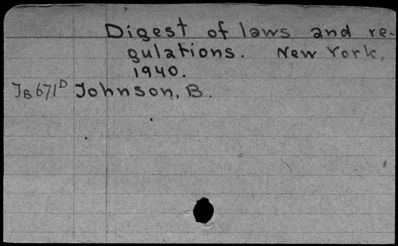 Digest of laws and re-
gulations. New York,
1940.
JB671D Johnson, B.